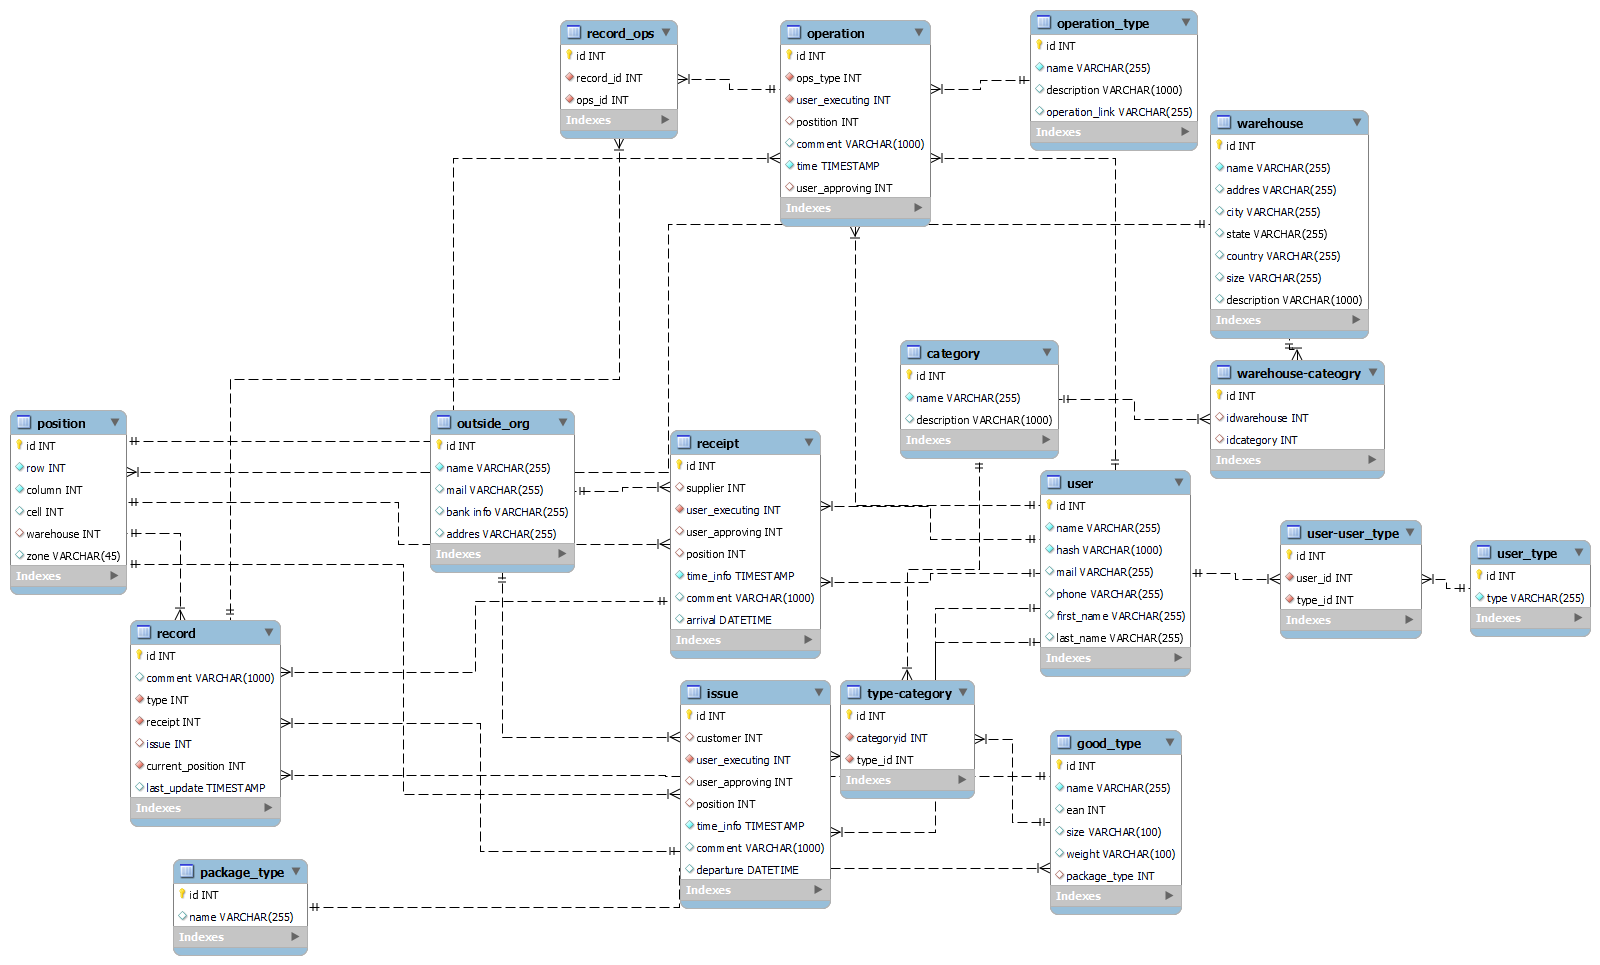 record_ops
id INT
record_id INT
ops_id INT
Indexes
operation
id INT
ops_type INT
user_executing INT
postition INT
comment VARCHAR(1000)
time TIMESTAMP
user_approving INT
Indexes
operation_type
id INT
name VARCHAR(255)
description VARCHAR(1000)
operation_link VARCHAR(255)
Indexes
warehouse
id INT
name VARCHAR(255)
addres VARCHAR(255)
city VARCHAR(255)
state VARCHAR(255)
country VARCHAR(255)
size VARCHAR(255)
description VARCHAR(1000)
Indexes
category
id INT
name VARCHAR(255)
description VARCHAR(1000)
Indexes
warehouse-cateogry
id INT
idwarehouse INT
idcategory INT
Indexes
position
id INT
row INT
column INT
cell INT
warehouse INT
zone VARCHAR(45)
Indexes
outside_org
id INT
name VARCHAR(255)
mail VARCHAR(255)
bank info VARCHAR(255)
addres VARCHAR(255)
Indexes
receipt
id INT
supplier INT
user_executing INT
user_approving INT
position INT
time_info TIMESTAMP
comment VARCHAR(1000)
arrival DATETIME
Indexes
user
id INT
name VARCHAR(255)
hash VARCHAR(1000)
mail VARCHAR(255)
phone VARCHAR(255)
first_name VARCHAR(255)
last_name VARCHAR(255)
Indexes
user-user_type
id INT
user_id INT
type_id INT
Indexes
user_type
id INT
type VARCHAR(255)
Indexes
record
id INT
comment VARCHAR(1000)
type INT
receipt INT
issue INT
current_position INT
last_update TIMESTAMP
Indexes
issue
id INT
customer INT
user_executing INT
user_approving INT
position INT
time_info TIMESTAMP
comment VARCHAR(1000)
departure DATETIME
Indexes
type-category
id INT
categoryid INT
type_id INT
Indexes
good_type
id INT
name VARCHAR(255)
ean INT
size VARCHAR(100)
weight VARCHAR(100)
package_type INT
Indexes
package_type
id INT
name VARCHAR(255)
Indexes